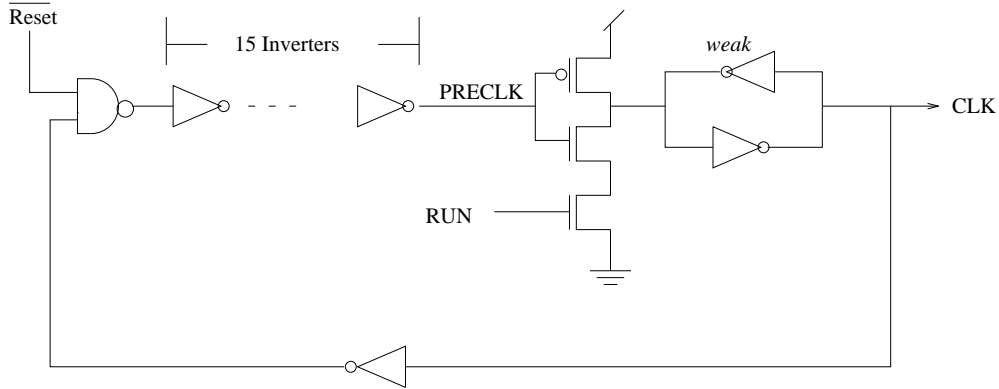 Reset
15 Inverters
weak
PRECLK
CLK
RUN